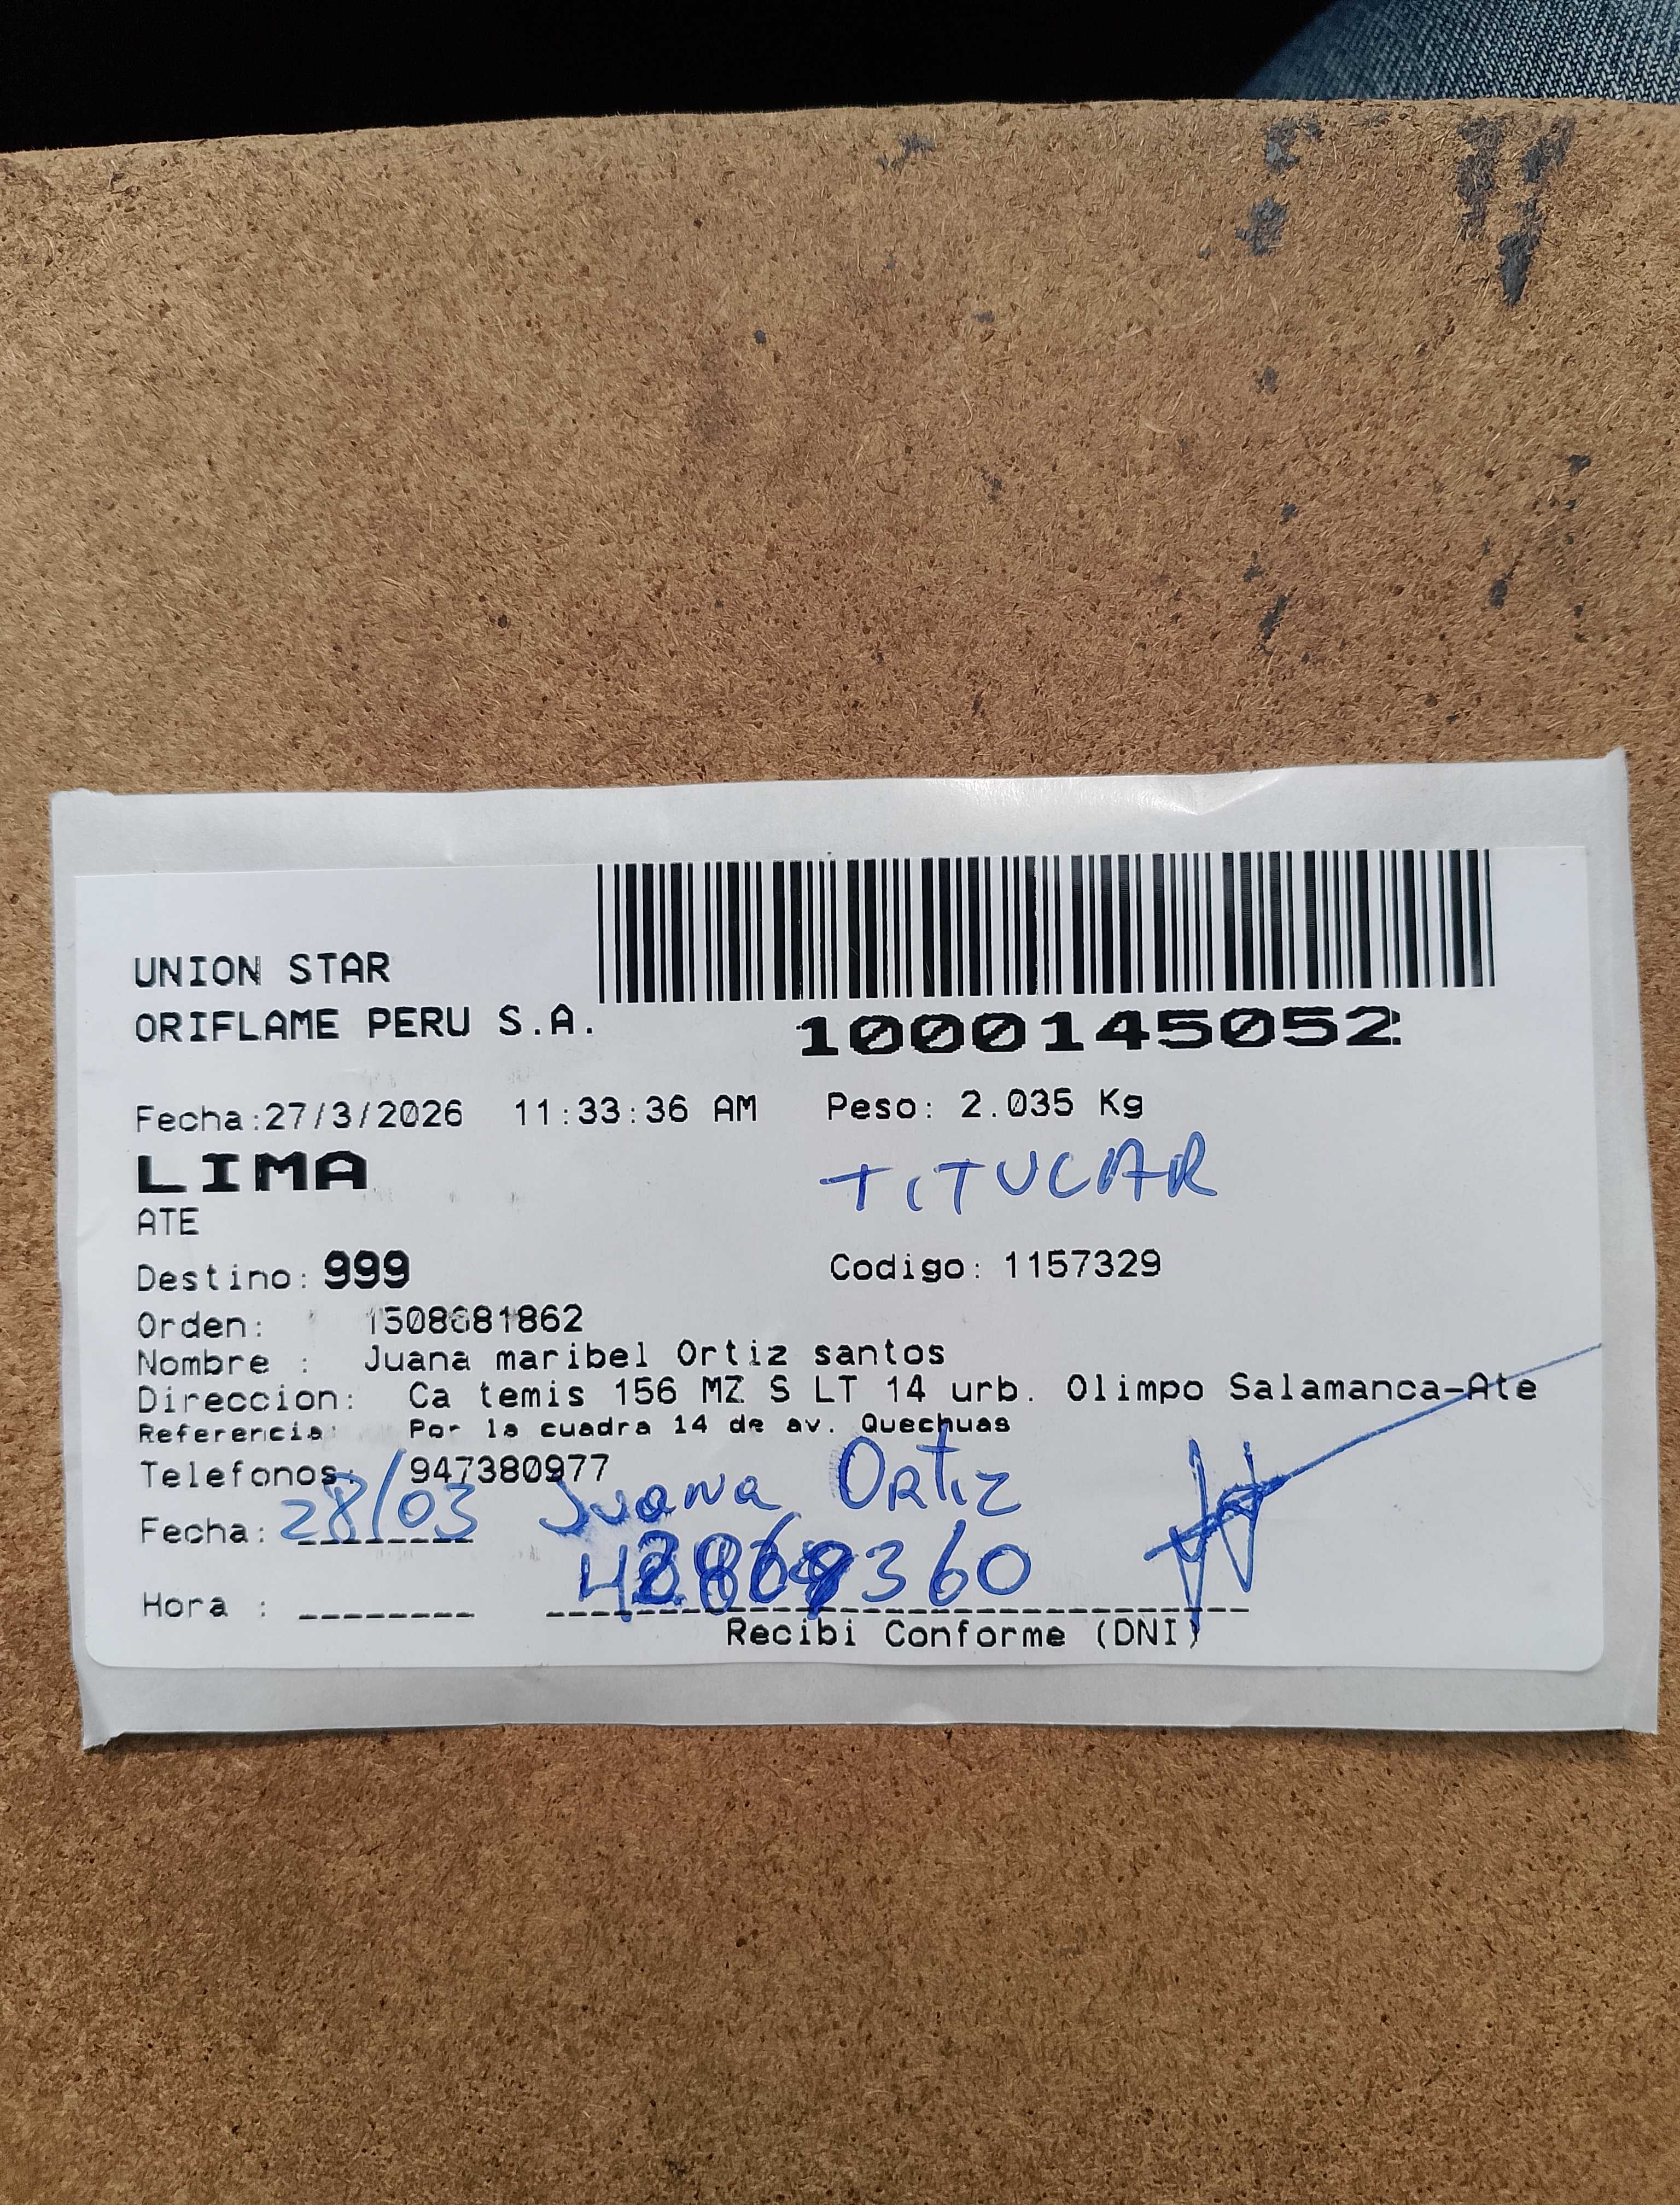 UNION STAR
ORIFLAME PERU S.A.
1000145052
Fecha:27/3/2026 11:33:36 AM Peso: 2.035 Kg
LIMA
TITULAR
ATE
Destino: 999 Codigo: 1157329
Orden: 1508681862
Nombre : Juana maribel Ortiz santos
Direccion: Ca temis 156 MZ S LT 14 urb. Olimpo Salamanca-Ate
Referencia: Por la cuadra 14 de av. Quechuas
Telefonos: 947380977
Fecha: 28/03 Juana Ortiz
Hora :
Recibi Conforme (DNI)